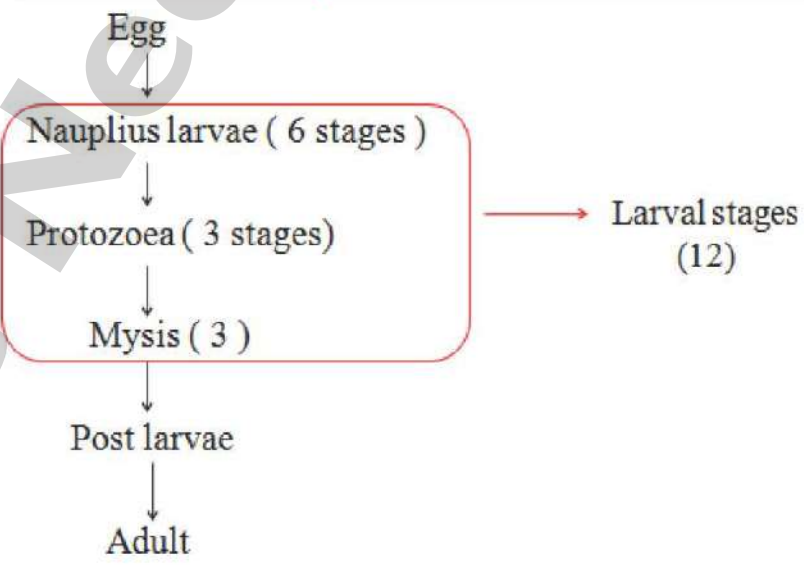 Egg
Nauplius larvae ( 6 stages )
Protozoea ( 3 stages)
Mysis ( 3 )
Post larvae
Adult
Larval stages
(12)